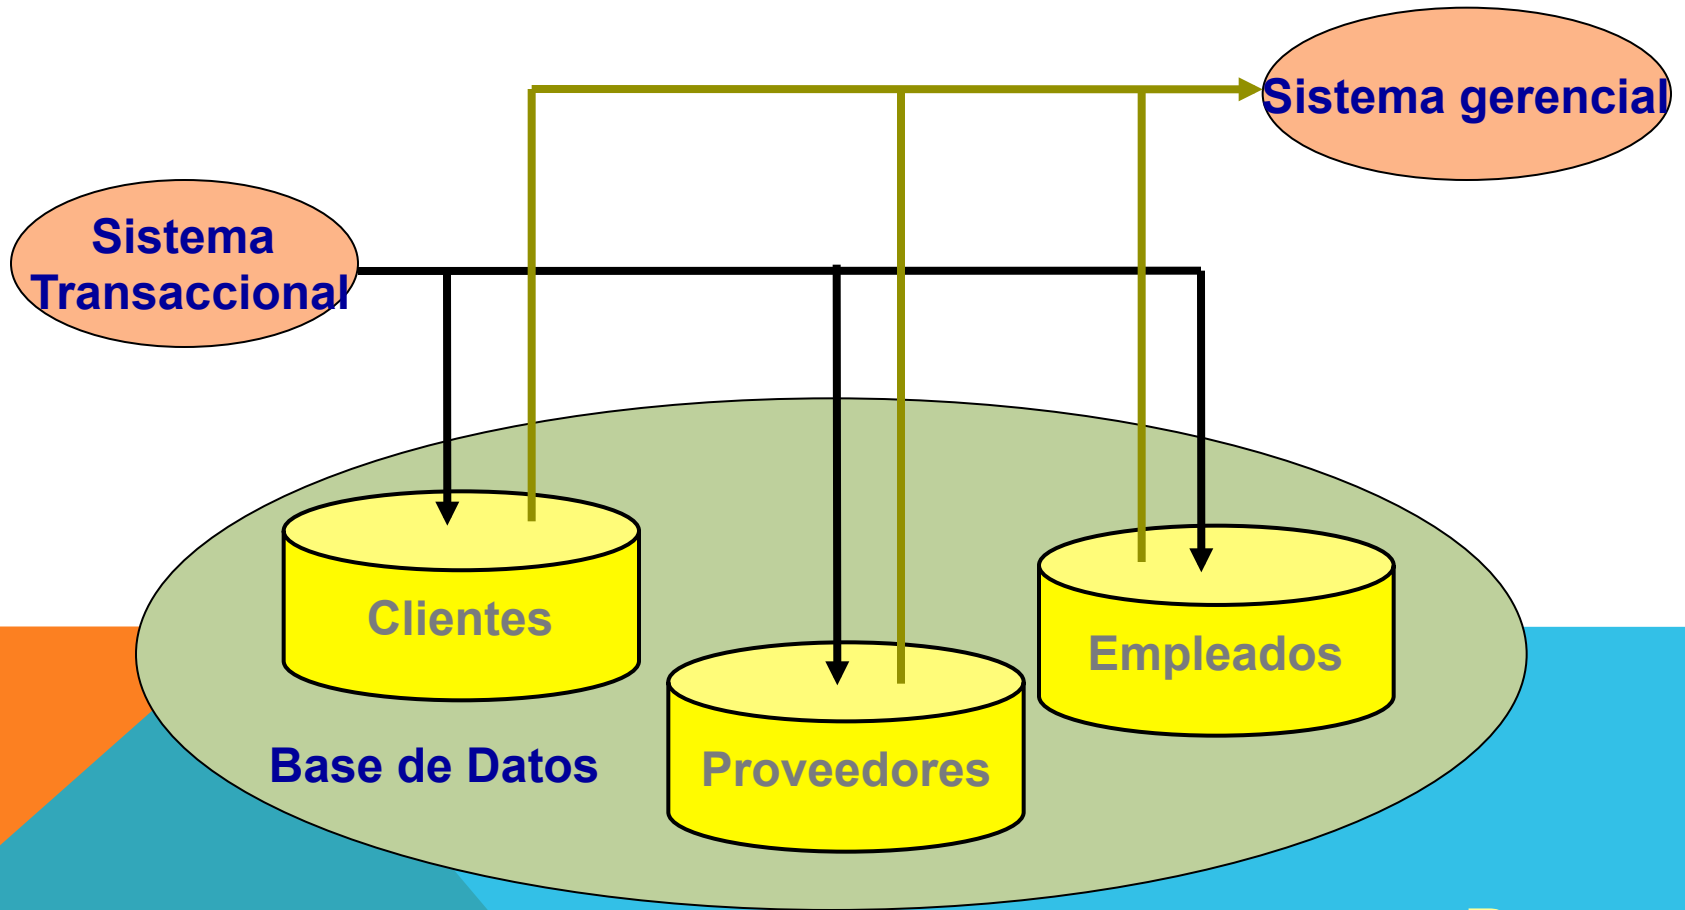 Sistema gerencial
Sistema
Transaccional
Clientes
Empleados
Base de Datos
Proveedores